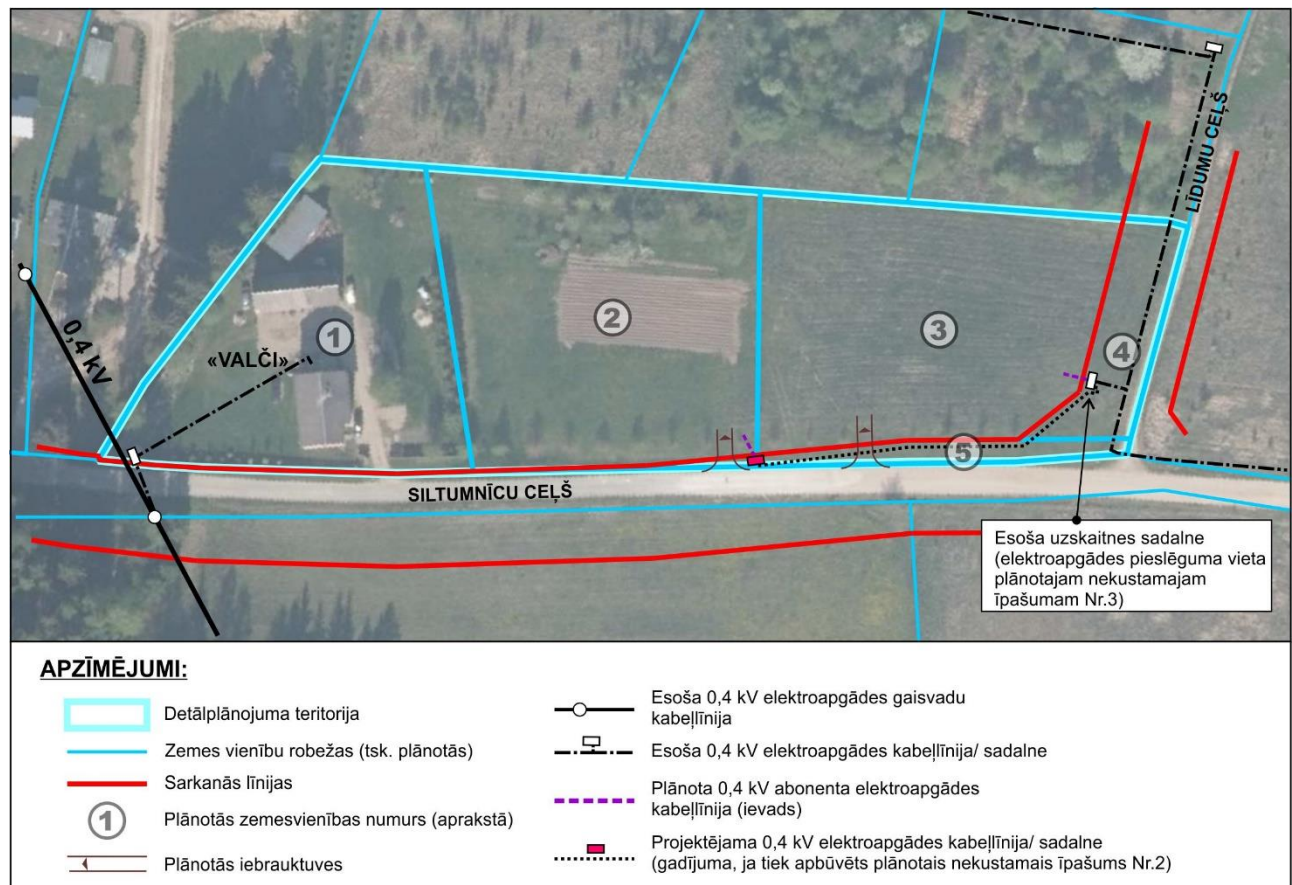 LĪDUMU CEĻŠ
0,4 kV
«VALČI»
1
2
3
4
5
SILTUMNĪCU CEĻŠ
Esoša uzskaitnes sadalne
(elektroapgādes pieslēguma vieta
plānotajam nekustamajam
īpašumam Nr.3)
APZĪMĒJUMI:
Detālplānojuma teritorija
Zemes vienību robežas (tsk. plānotās)
Sarkanās līnijas
1
Plānotās zemesvienības numurs (aprakstā)
Plānotās iebrauktuves
Esoša 0,4 kV elektroapgādes gaisvadu
kabeļlīnija
Esoša 0,4 kV elektroapgādes kabeļlīnija/ sadalne
Plānota 0,4 kV abonenta elektroapgādes
kabeļlīnija (ievads)
Projektējama 0,4 kV elektroapgādes kabeļlīnija/ sadalne
(gadījuma, ja tiek apbūvēts plānotais nekustamais īpašums Nr.2)